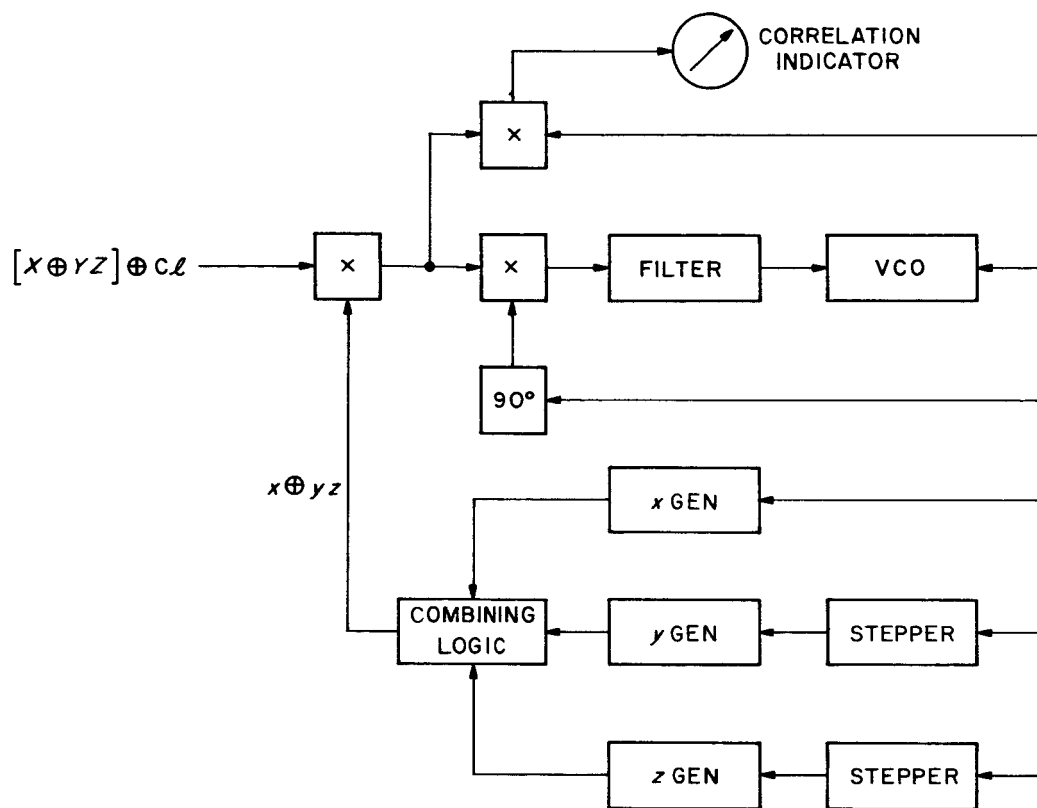 CORRELATION
INDICATOR
×
[X ⊕ YZ] ⊕ Cℓ
×
×
FILTER
VCO
90°
x ⊕ yz
x GEN
COMBINING
LOGIC
y GEN
STEPPER
z GEN
STEPPER